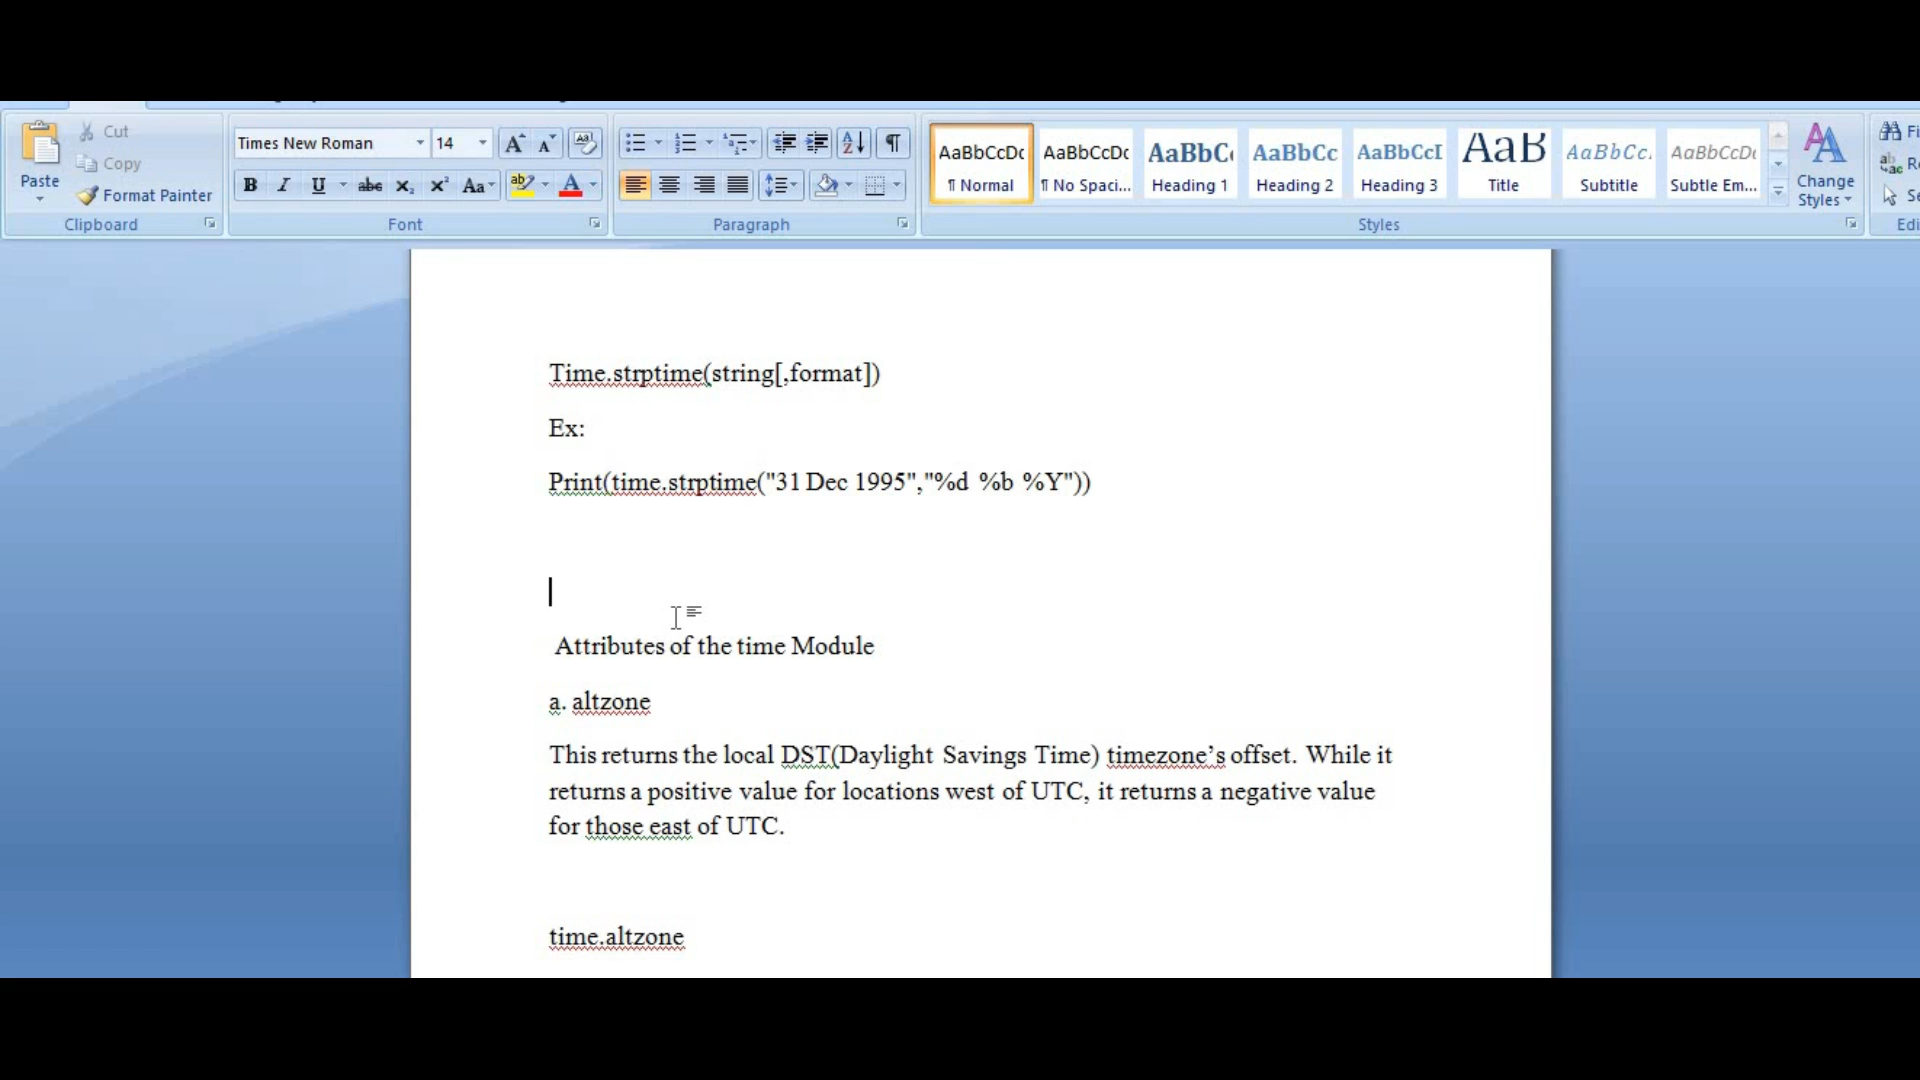 Cut
Copy
Paste
Format Painter
Clipboard
Times New Roman
14
Font
Paragraph
AaBbCcDc
¶ Normal
AaBbCcDc
¶ No Spaci...
AaBbC
Heading 1
AaBbCc
Heading 2
AaBbCcI
Heading 3
AaB
Title
AaBbCc.
Subtitle
AaBbCcDc
Subtle Em...
Styles
Change
Styles
Time.strptime(string[,format])
Ex:
Print(time.strptime("31 Dec 1995","%d %b %Y"))
Attributes of the time Module
a. altzone
This returns the local DST(Daylight Savings Time) timezone’s offset. While it
returns a positive value for locations west of UTC, it returns a negative value
for those east of UTC.
time.altzone